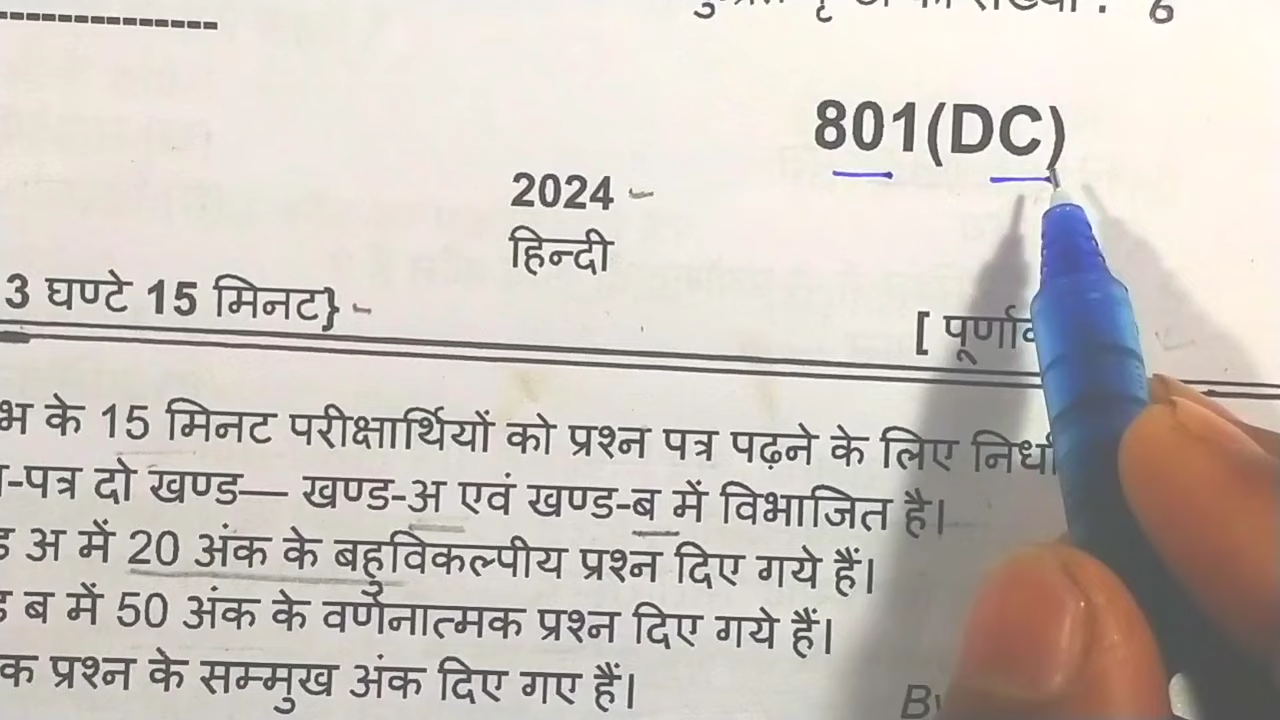 6
801(DC)
2024
हिन्दी
3 घण्टे 15 मिनट}
[
के 15 मिनट परीक्षार्थियों को प्रश्न पत्र पढ़ने के लिए
-पत्र दो खण्ड— खण्ड-अ एवं खण्ड-ब में विभाजित है।
अ में 20 अंक के बहुविकल्पीय प्रश्न दिए गये हैं।
ब में 50 अंक के वर्णनात्मक प्रश्न दिए गये हैं।
प्रश्न के सम्मुख अंक दिए गए हैं।